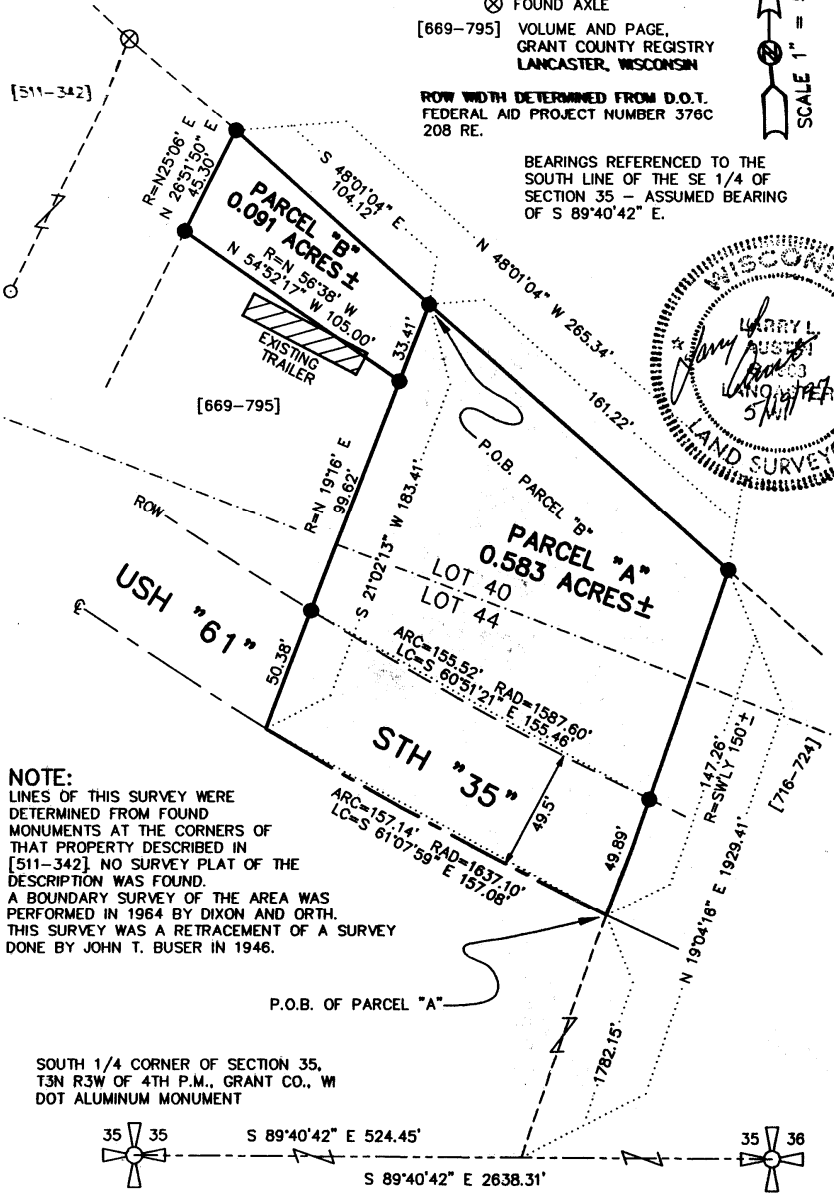 FOUND AXLE
[669-795] VOLUME AND PAGE,
GRANT COUNTY REGISTRY
LANCASTER, WISCONSIN
SCALE 1" =
ROW WIDTH DETERMINED FROM D.O.T.
FEDERAL AID PROJECT NUMBER 376C
208 RE.
BEARINGS REFERENCED TO THE
SOUTH LINE OF THE SE 1/4 OF
SECTION 35 – ASSUMED BEARING
OF S 89°40'42" E.
[511-342]
R=N25°06' E
N 26°51'50" E
45.30'
S 48°01'04" E
104.12'
PARCEL "B"
0.091 ACRES±
R=N 56°38' W
N 54°52'17" W 105.00'
EXISTING
TRAILER
33.41'
N 48°01'04" W 265.34'
161.22'
WISCONS
LARRY L.
LAND SURVEY
5/19/97
[669-795]
P.O.B. PARCEL "B"
R=N 19°16' E
99.62'
S 21°02'13" W 183.41'
PARCEL "A"
0.583 ACRES±
ROW
LOT 40
LOT 44
USH "61"
50.38'
ARC=155.52' RAD=1587.60'
LC=S 60°51'21" E 155.46'
STH "35"
49.5'
147.26'
R=SW'LY 150'±
[716-724]
ARC=157.14' RAD=1637.10'
LC=S 61°07'59" E 157.08'
49.89'
N 19°04'16" E 1929.41'
NOTE:
LINES OF THIS SURVEY WERE
DETERMINED FROM FOUND
MONUMENTS AT THE CORNERS OF
THAT PROPERTY DESCRIBED IN
[511-342]. NO SURVEY PLAT OF THE
DESCRIPTION WAS FOUND.
A BOUNDARY SURVEY OF THE AREA WAS
PERFORMED IN 1964 BY DIXON AND ORTH.
THIS SURVEY WAS A RETRACEMENT OF A SURVEY
DONE BY JOHN T. BUSER IN 1946.
P.O.B. OF PARCEL "A"
1782.15'
SOUTH 1/4 CORNER OF SECTION 35,
T3N R3W OF 4TH P.M., GRANT CO., WI
DOT ALUMINUM MONUMENT
35 35
S 89°40'42" E 524.45'
35 36
S 89°40'42" E 2638.31'